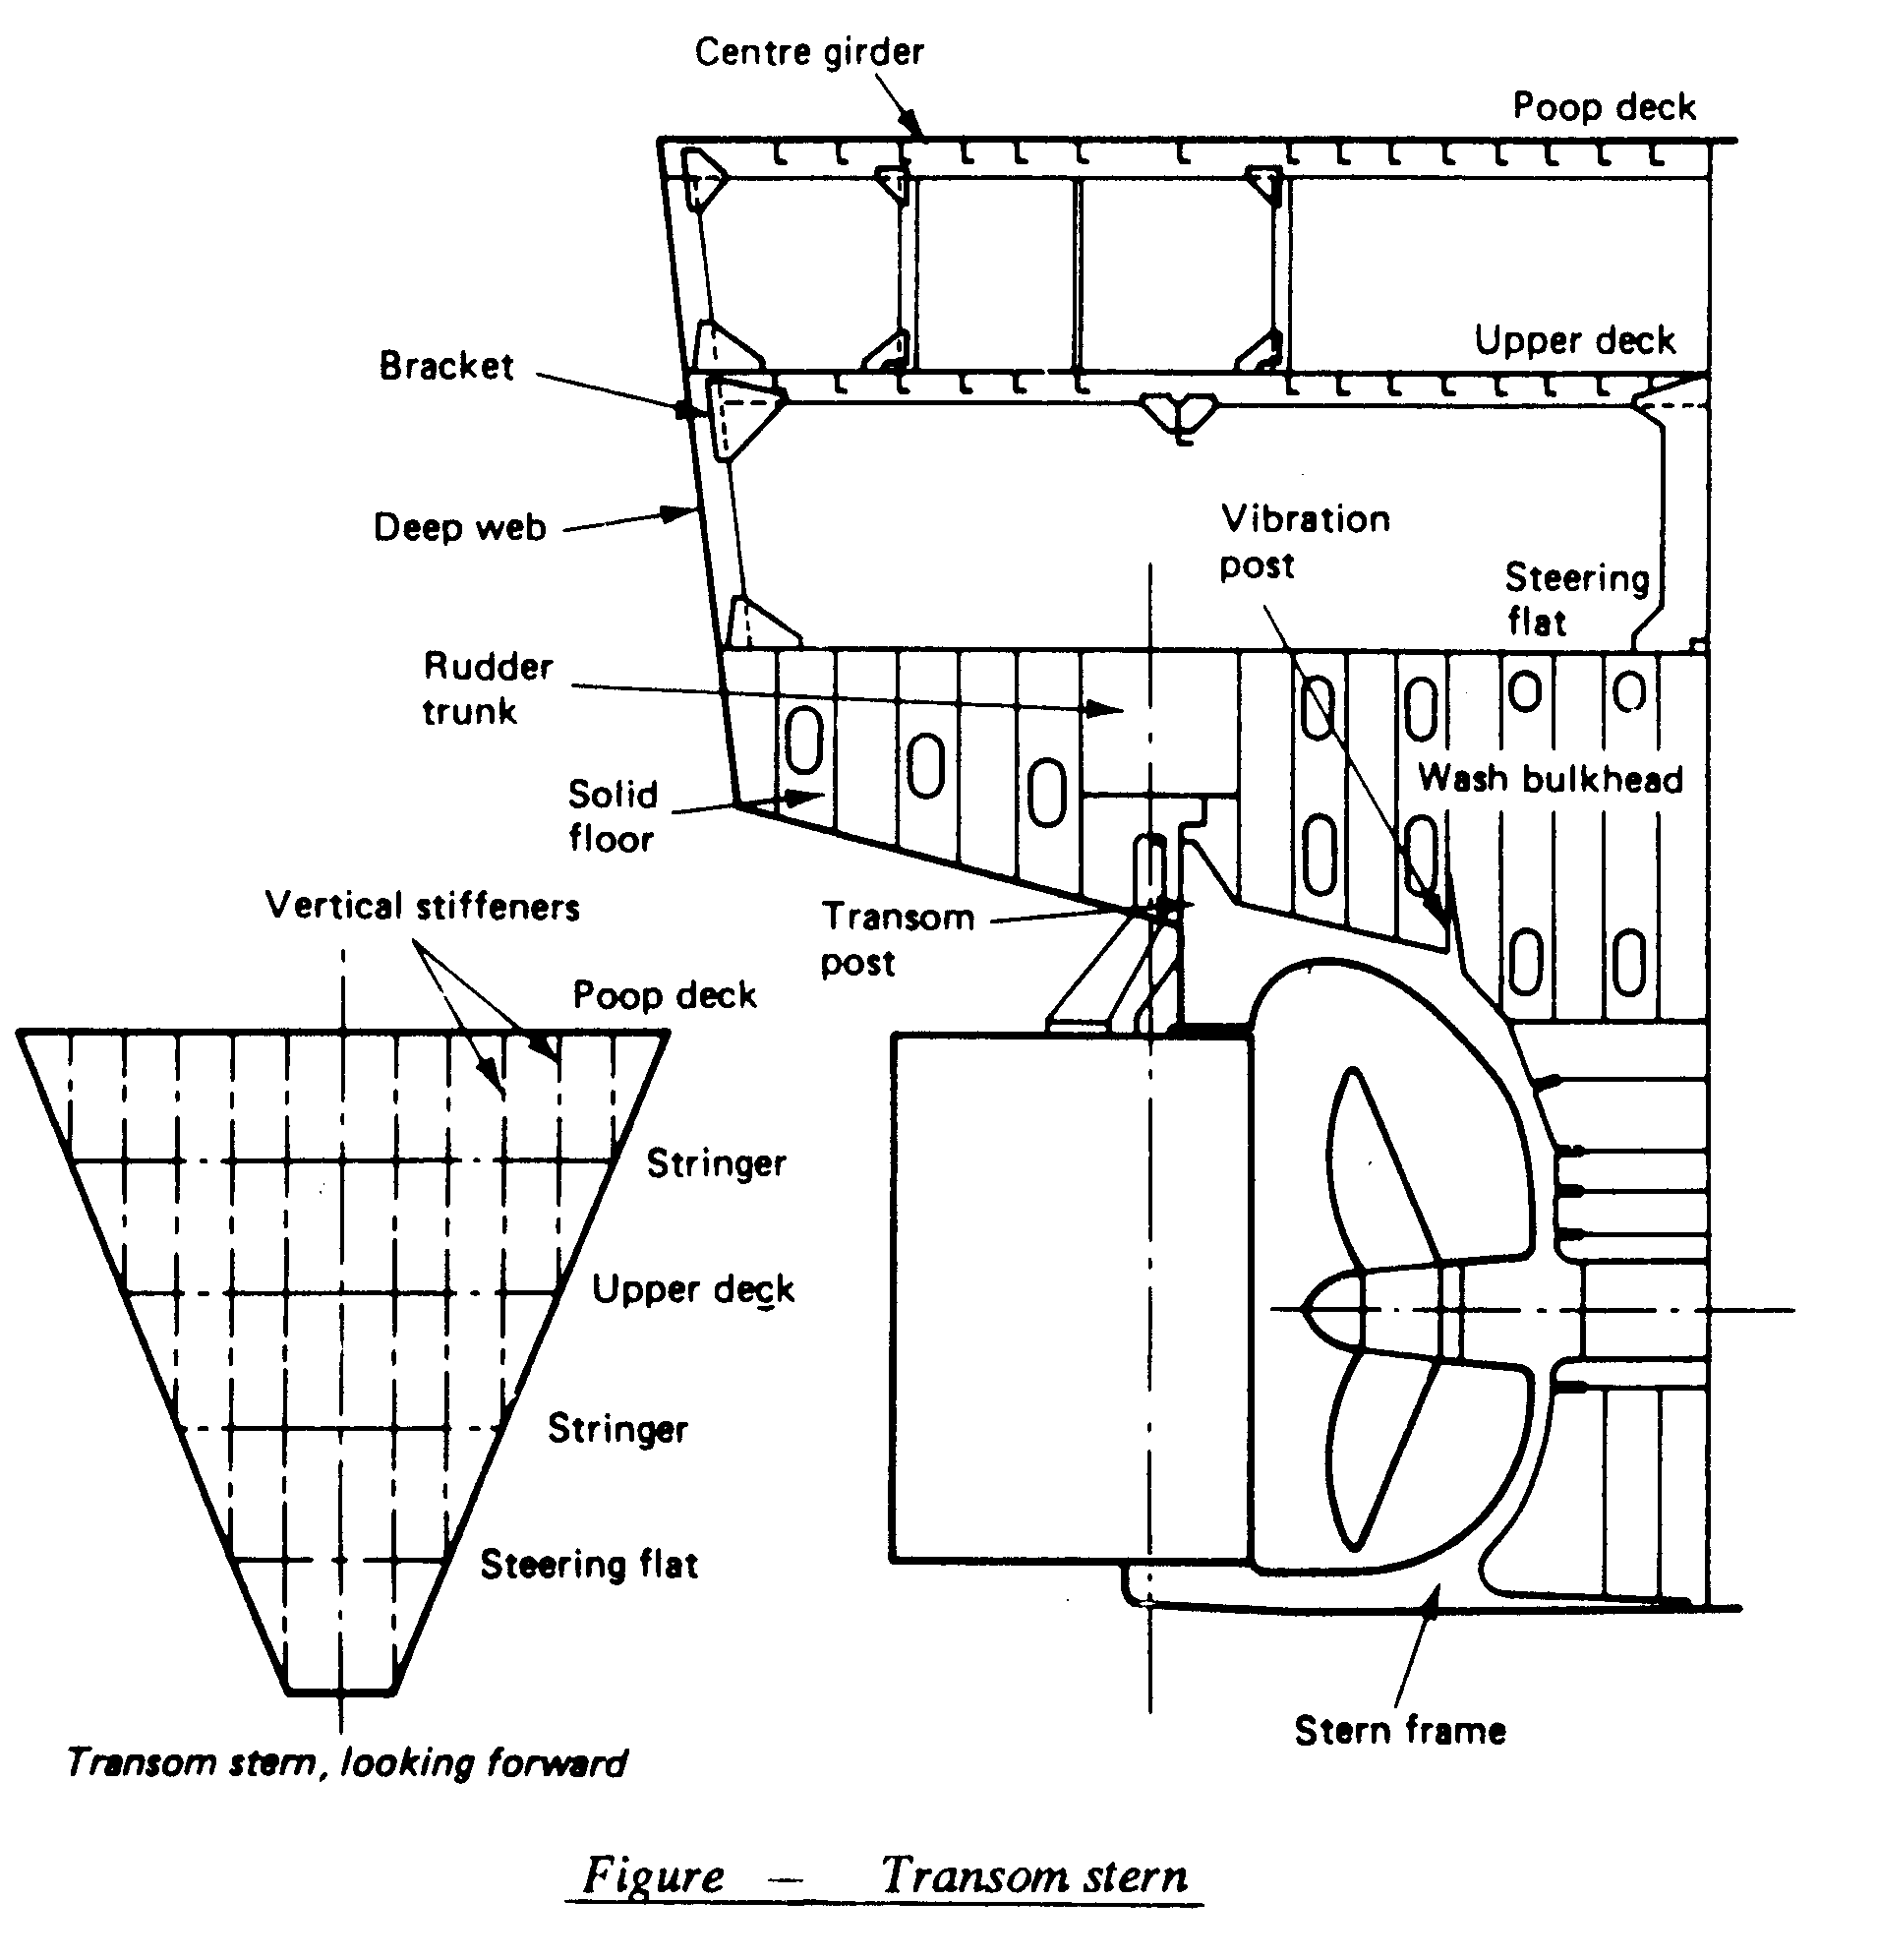 Centre girder
Poop deck
Upper deck
Bracket
Deep web
Vibration
post
Steering
flat
Rudder
trunk
Wash bulkhead
Solid
floor
Vertical stiffeners
Transom
post
Poop deck
Stringer
Upper deck
Stringer
Steering flat
Stern frame
Transom stern, looking forward
Figure – Transom stern